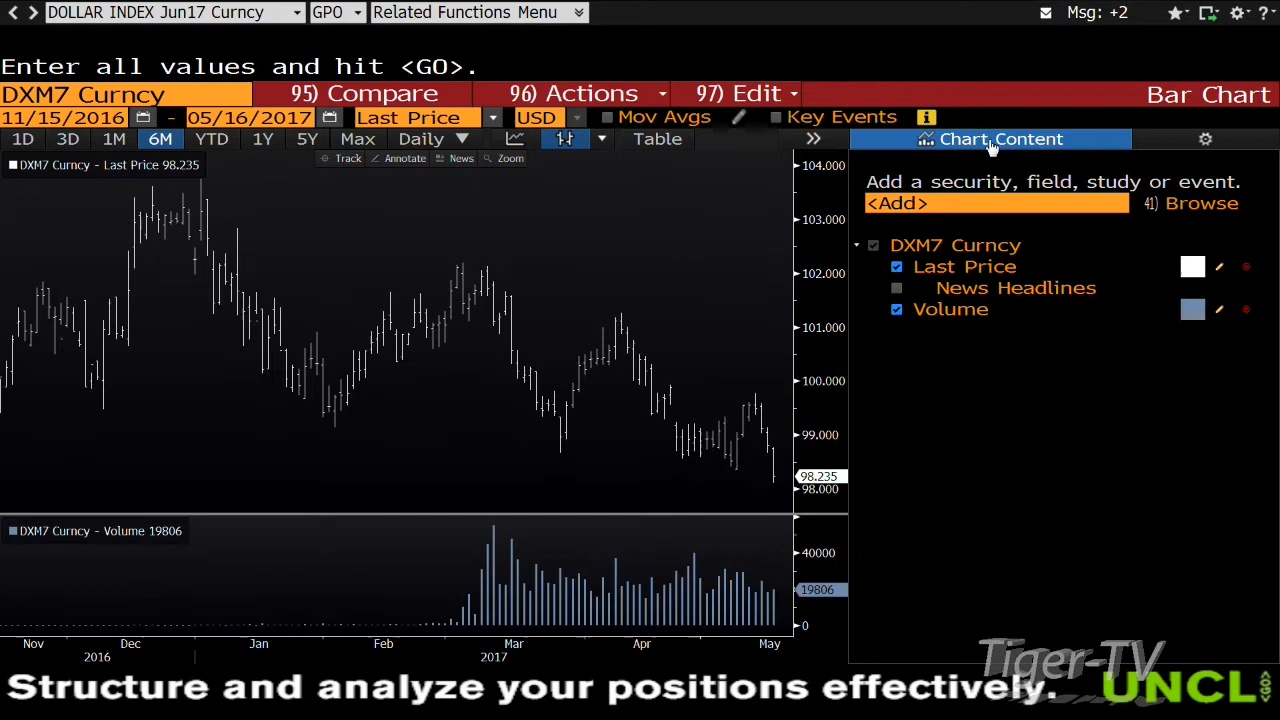 DOLLAR INDEX Jun17 Curncy GPO Related Functions Menu Msg: +2 ?
Enter all values and hit <GO>.
DXM7 Curncy 95) Compare 96) Actions 97) Edit Bar Chart
11/15/2016 - 05/16/2017 Last Price USD Mov Avgs Key Events
1D 3D 1M 6M YTD 1Y 5Y Max Daily Table Chart Content
Track Annotate News Zoom
DXM7 Curncy - Last Price 98.235
104.000
103.000
102.000
101.000
100.000
99.000
98.235
98.000
Add a security, field, study or event.
<Add> 41) Browse
DXM7 Curncy
Last Price
News Headlines
Volume
DXM7 Curncy - Volume 19806
40000
19806
0
Nov Dec Jan Feb Mar Apr May
2016 2017
Tiger-TV
Structure and analyze your positions effectively. UNCL <GO>